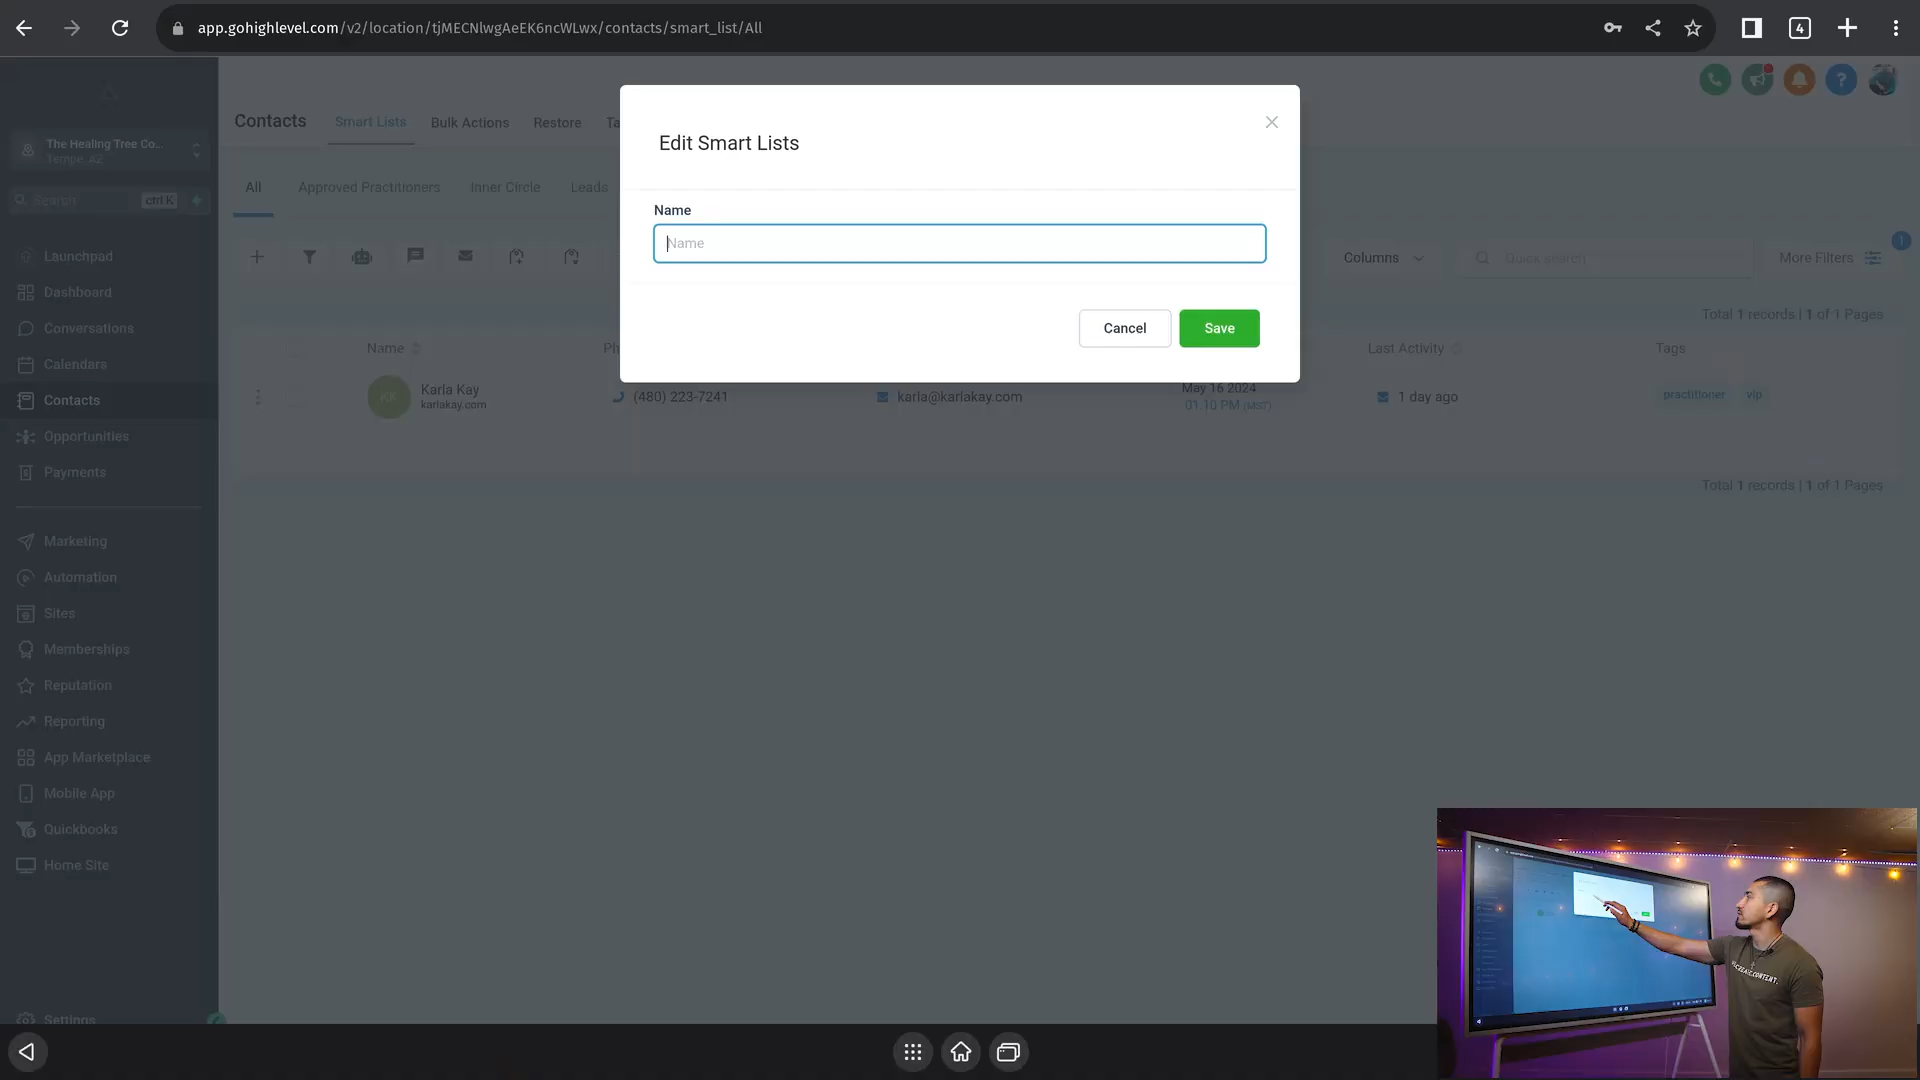 app.gohighlevel.com/v2/location/tjMECNlwgAeEK6ncWLwx/contacts/smart_list/All
4
The Healing Tree Co...
Tempe, AZ
Search
ctrl K
Launchpad
Dashboard
Conversations
Calendars
Contacts
Opportunities
Payments
Marketing
Automation
Sites
Memberships
Reputation
Reporting
App Marketplace
Mobile App
Quickbooks
Home Site
Settings
Contacts
Smart Lists
Bulk Actions
Restore
Ta
All
Approved Practitioners
Inner Circle
Leads
Edit Smart Lists
Name
Name
Cancel
Save
Columns
Quick search
More Filters
1
Total 1 records | 1 of 1 Pages
Name
Ph
Last Activity
Tags
KK
Karla Kay
karlakay.com
(480) 223-7241
karla@karlakay.com
May 16 2024
01:10 PM (MST)
1 day ago
practitioner
vip
Total 1 records | 1 of 1 Pages